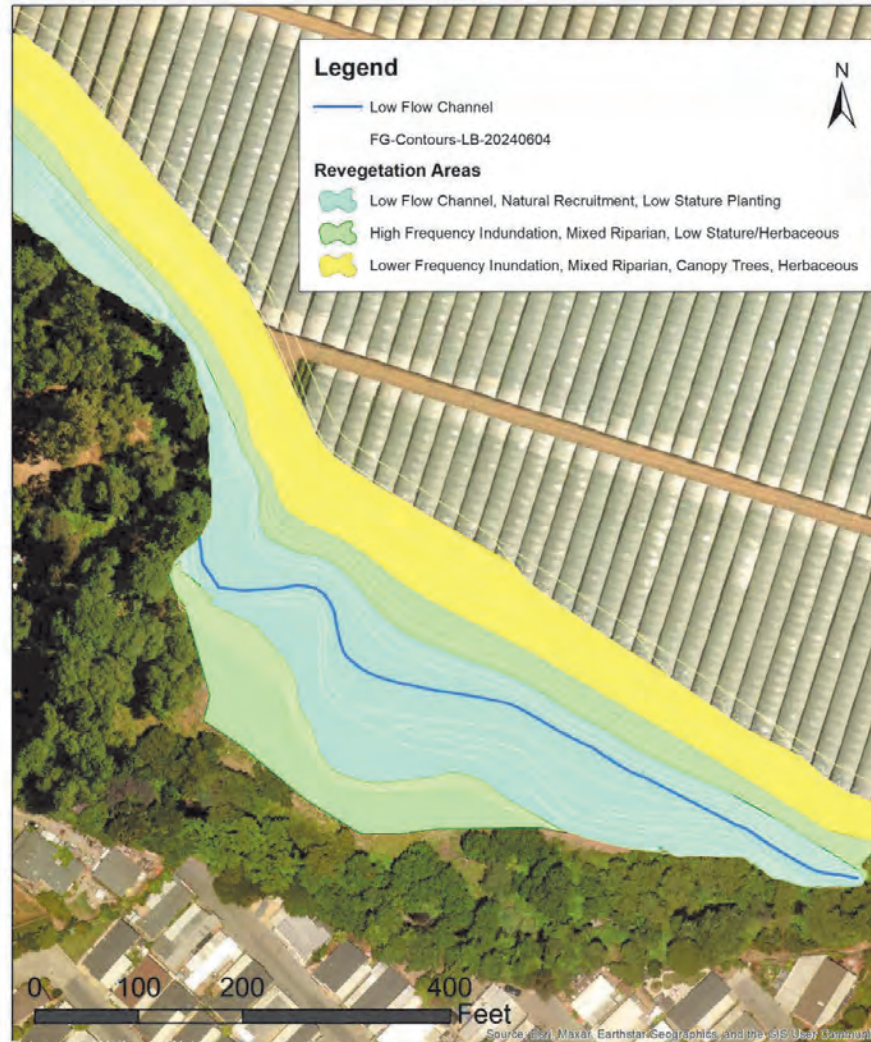 Legend
N
Low Flow Channel
FG-Contours-LB-20240604
Revegetation Areas
Low Flow Channel, Natural Recruitment, Low Stature Planting
High Frequency Indundation, Mixed Riparian, Low Stature/Herbaceous
Lower Frequency Inundation, Mixed Riparian, Canopy Trees, Herbaceous
0 100 200 400
Feet
Source: Esri, Maxar, Earthstar Geographics, and the GIS User Communit